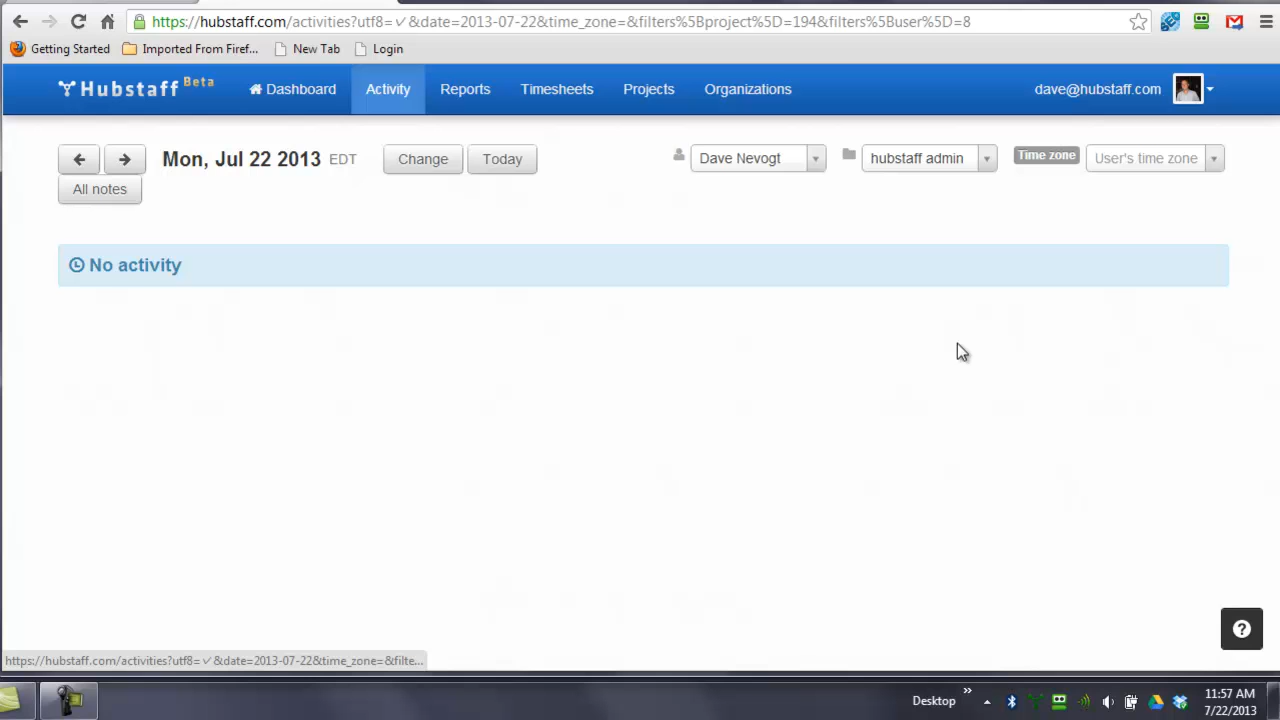 https://hubstaff.com/activities?utf8=✓&date=2013-07-22&time_zone=&filters%5Bproject%5D=194&filters%5Buser%5D=8
Getting Started Imported From Firef... New Tab Login
Hubstaff Beta Dashboard Activity Reports Timesheets Projects Organizations dave@hubstaff.com
Mon, Jul 22 2013 EDT Change Today Dave Nevogt hubstaff admin Time zone User's time zone
All notes
No activity
?
https://hubstaff.com/activities?utf8=✓&date=2013-07-22&time_zone=&filte...
Desktop » 11:57 AM
7/22/2013